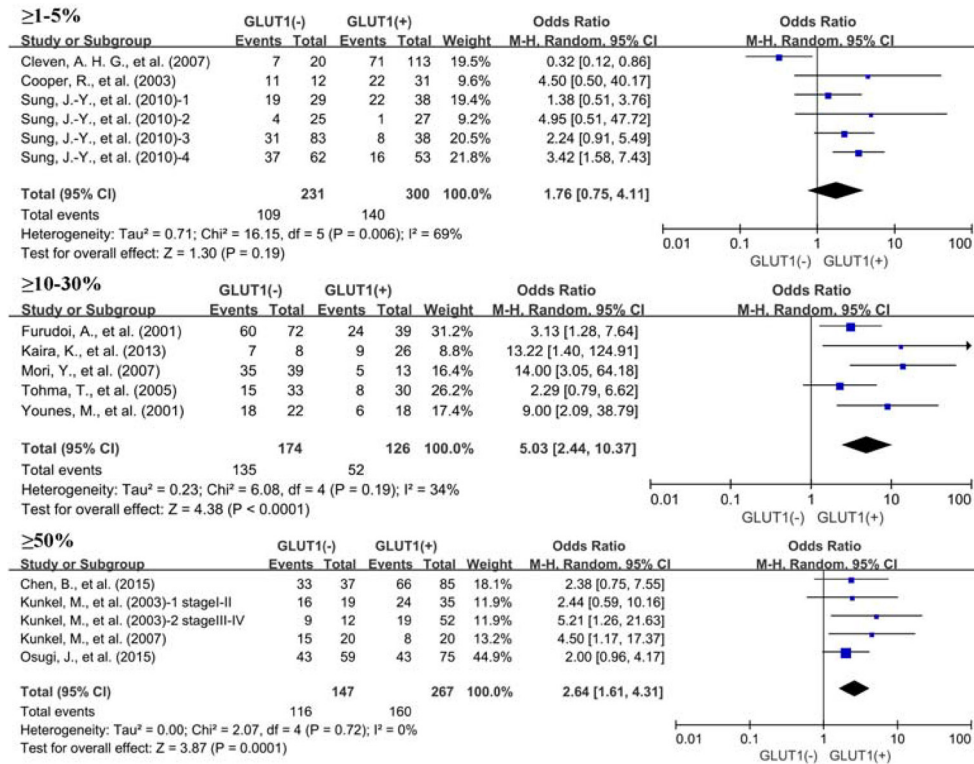 ≥1-5%
GLUT1(-) GLUT1(+) Odds Ratio Odds Ratio
Study or Subgroup Events Total Events Total Weight M-H. Random. 95% CI M-H. Random. 95% CI
Cleven, A. H. G., et al. (2007) 7 20 71 113 19.5% 0.32 [0.12, 0.86]
Cooper, R., et al. (2003) 11 12 22 31 9.6% 4.50 [0.50, 40.17]
Sung, J.-Y., et al. (2010)-1 19 29 22 38 19.4% 1.38 [0.51, 3.76]
Sung, J.-Y., et al. (2010)-2 4 25 1 27 9.2% 4.95 [0.51, 47.72]
Sung, J.-Y., et al. (2010)-3 31 83 8 38 20.5% 2.24 [0.91, 5.49]
Sung, J.-Y., et al. (2010)-4 37 62 16 53 21.8% 3.42 [1.58, 7.43]
Total (95% CI) 231 300 100.0% 1.76 [0.75, 4.11]
Total events 109 140
Heterogeneity: Tau² = 0.71; Chi² = 16.15, df = 5 (P = 0.006); I² = 69%
Test for overall effect: Z = 1.30 (P = 0.19)
0.01 0.1 1 10 100
GLUT1(-) GLUT1(+)
≥10-30%
GLUT1(-) GLUT1(+) Odds Ratio Odds Ratio
Study or Subgroup Events Total Events Total Weight M-H. Random. 95% CI M-H. Random. 95% CI
Furudoi, A., et al. (2001) 60 72 24 39 31.2% 3.13 [1.28, 7.64]
Kaira, K., et al. (2013) 7 8 9 26 8.8% 13.22 [1.40, 124.91]
Mori, Y., et al. (2007) 35 39 5 13 16.4% 14.00 [3.05, 64.18]
Tohma, T., et al. (2005) 15 33 8 30 26.2% 2.29 [0.79, 6.62]
Younes, M., et al. (2001) 18 22 6 18 17.4% 9.00 [2.09, 38.79]
Total (95% CI) 174 126 100.0% 5.03 [2.44, 10.37]
Total events 135 52
Heterogeneity: Tau² = 0.23; Chi² = 6.08, df = 4 (P = 0.19); I² = 34%
Test for overall effect: Z = 4.38 (P < 0.0001)
0.01 0.1 1 10 100
GLUT1(-) GLUT1(+)
≥50%
GLUT1(-) GLUT1(+) Odds Ratio Odds Ratio
Study or Subgroup Events Total Events Total Weight M-H. Random. 95% CI M-H. Random. 95% CI
Chen, B., et al. (2015) 33 37 66 85 18.1% 2.38 [0.75, 7.55]
Kunkel, M., et al. (2003)-1 stageI-II 16 19 24 35 11.9% 2.44 [0.59, 10.16]
Kunkel, M., et al. (2003)-2 stageIII-IV 9 12 19 52 11.9% 5.21 [1.26, 21.63]
Kunkel, M., et al. (2007) 15 20 8 20 13.2% 4.50 [1.17, 17.37]
Osugi, J., et al. (2015) 43 59 43 75 44.9% 2.00 [0.96, 4.17]
Total (95% CI) 147 267 100.0% 2.64 [1.61, 4.31]
Total events 116 160
Heterogeneity: Tau² = 0.00; Chi² = 2.07, df = 4 (P = 0.72); I² = 0%
Test for overall effect: Z = 3.87 (P = 0.0001)
0.01 0.1 1 10 100
GLUT1(-) GLUT1(+)